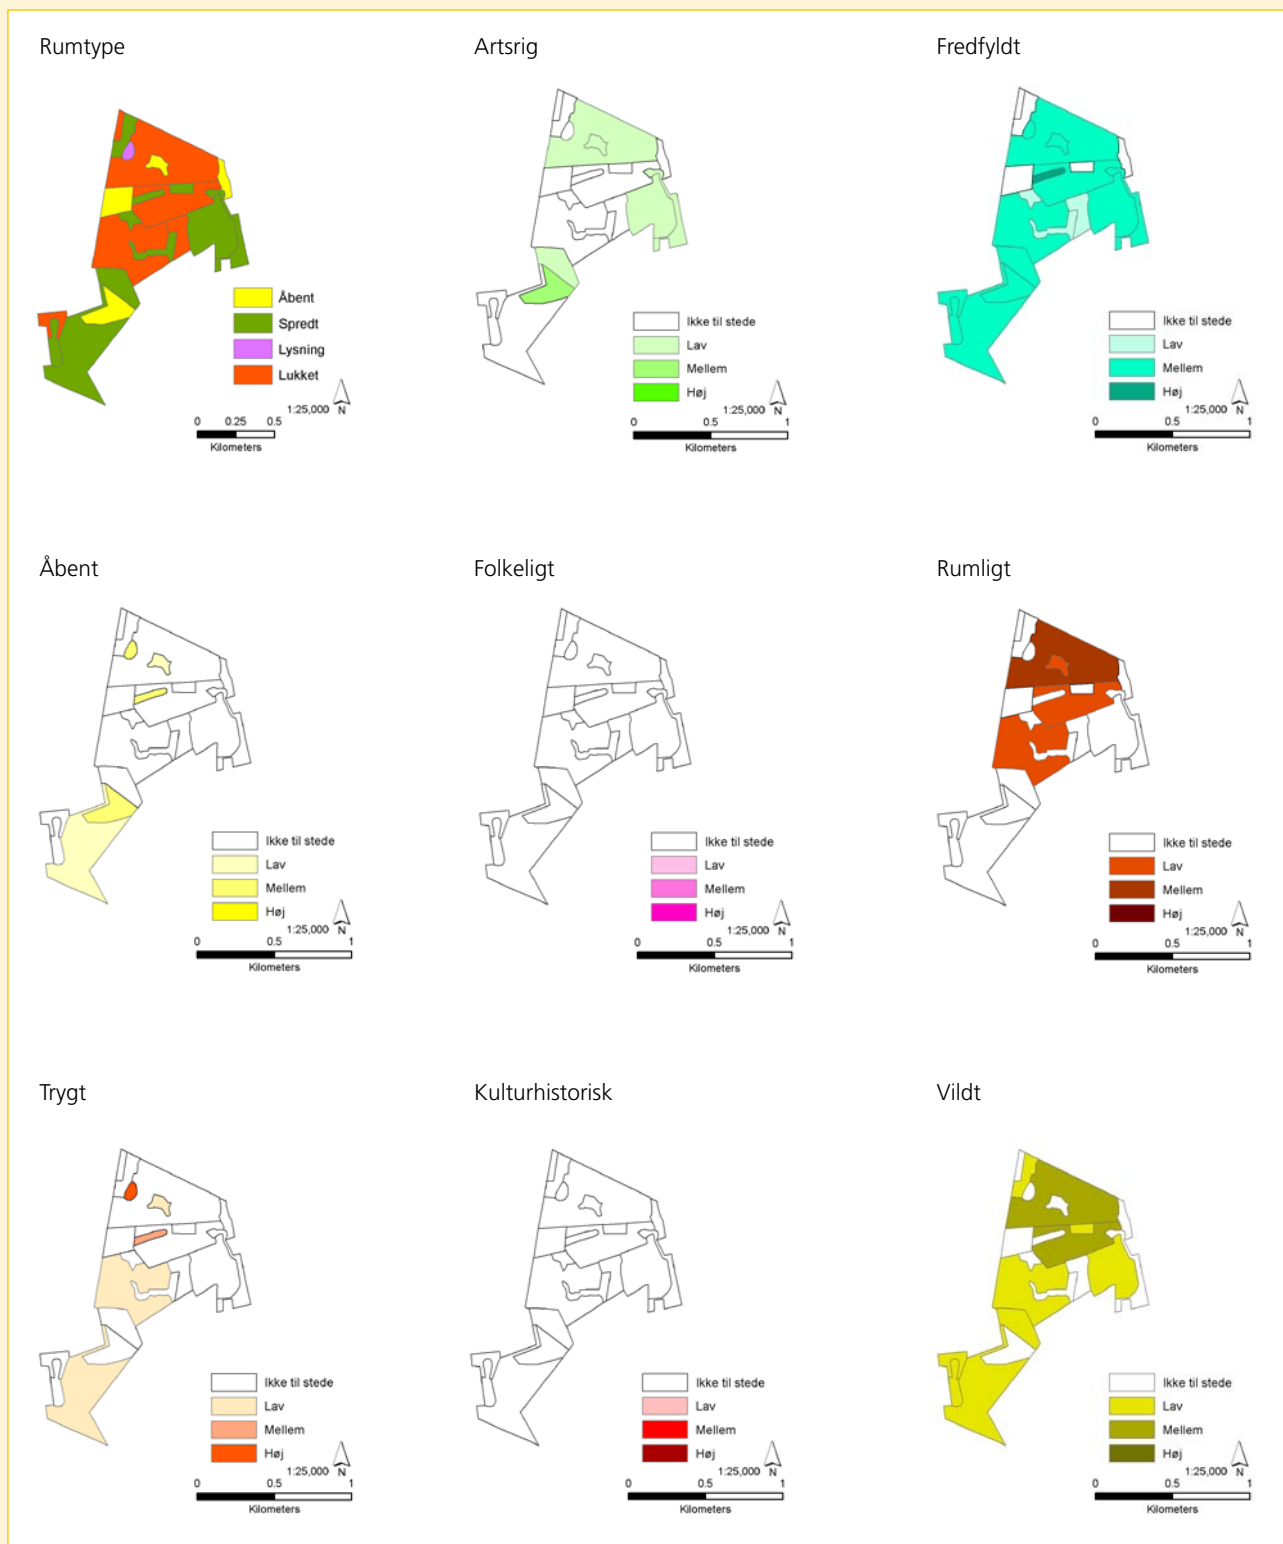 Rumtype
Åbent
Spredt
Lysning
Lukket
1:25,000
N
0 0.25 0.5
Kilometers
Artsrig
Ikke til stede
Lav
Mellem
Høj
1:25,000
N
0 0.5 1
Kilometers
Fredfyldt
Ikke til stede
Lav
Mellem
Høj
1:25,000
N
0 0.5 1
Kilometers
Åbent
Ikke til stede
Lav
Mellem
Høj
1:25,000
N
0 0.5 1
Kilometers
Folkeligt
Ikke til stede
Lav
Mellem
Høj
1:25,000
N
0 0.5 1
Kilometers
Rumligt
Ikke til stede
Lav
Mellem
Høj
1:25,000
N
0 0.5 1
Kilometers
Trygt
Ikke til stede
Lav
Mellem
Høj
1:25,000
N
0 0.5 1
Kilometers
Kulturhistorisk
Ikke til stede
Lav
Mellem
Høj
1:25,000
N
0 0.5 1
Kilometers
Vildt
Ikke til stede
Lav
Mellem
Høj
1:25,000
N
0 0.5 1
Kilometers